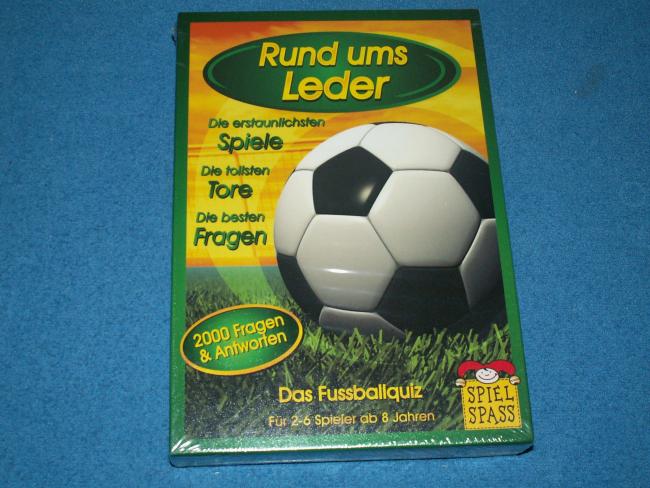 Rund ums
Leder
Die erstaunlichsten
Spiele
Die tollsten
Tore
Die besten
Fragen
2000 Fragen
& Antworten
Das Fussballquiz
Für 2-6 Spieler ab 8 Jahren
SPIEL
SPASS